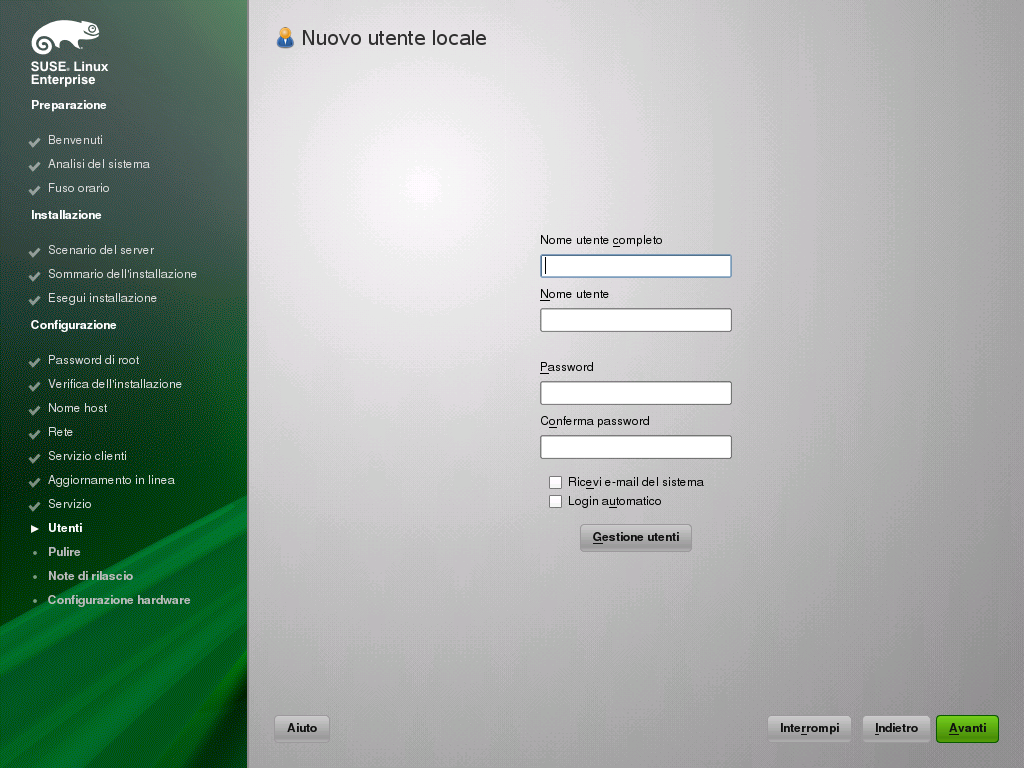 SUSE. Linux
Enterprise
Preparazione
Benvenuti
Analisi del sistema
Fuso orario
Installazione
Scenario del server
Sommario dell'installazione
Esegui installazione
Configurazione
Password di root
Verifica dell'installazione
Nome host
Rete
Servizio clienti
Aggiornamento in linea
Servizio
Utenti
Pulire
Note di rilascio
Configurazione hardware
Nuovo utente locale
Nome utente completo
Nome utente
Password
Conferma password
Ricevi e-mail del sistema
Login automatico
Gestione utenti
Aiuto
Interrompi
Indietro
Avanti